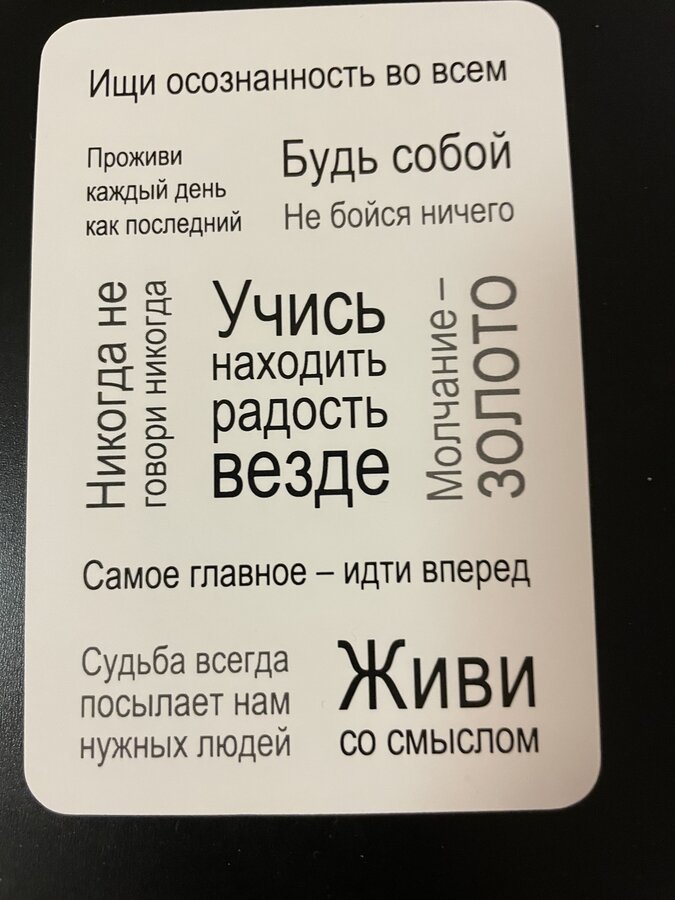 Ищи осознанность во всем
Проживи
каждый день
как последний
Будь собой
Не бойся ничего
Никогда не
говори никогда
Учись
находить
радость
везде
Молчание –
золото
Самое главное – идти вперед
Судьба всегда
посылает нам
нужных людей
Живи
со смыслом